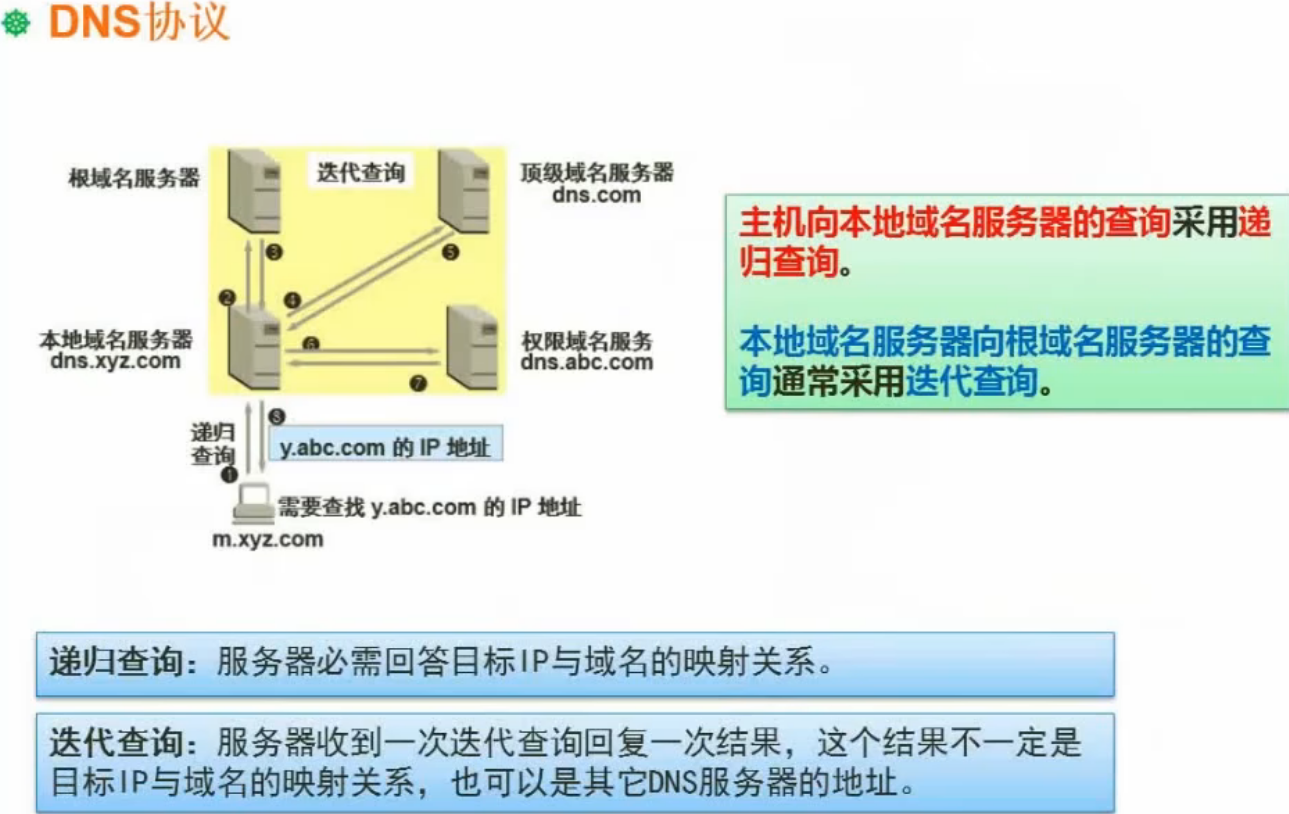 DNS协议
根域名服务器
迭代查询
顶级域名服务器
dns.com
❸
❺
❷
❹
本地域名服务器
dns.xyz.com
❻
权限域名服务
dns.abc.com
❼
递归
查询
❽
y.abc.com 的 IP 地址
❶
需要查找 y.abc.com 的 IP 地址
m.xyz.com
主机向本地域名服务器的查询采用递
归查询。
本地域名服务器向根域名服务器的查
询通常采用迭代查询。
递归查询：服务器必需回答目标IP与域名的映射关系。
迭代查询：服务器收到一次迭代查询回复一次结果，这个结果不一定是
目标IP与域名的映射关系，也可以是其它DNS服务器的地址。